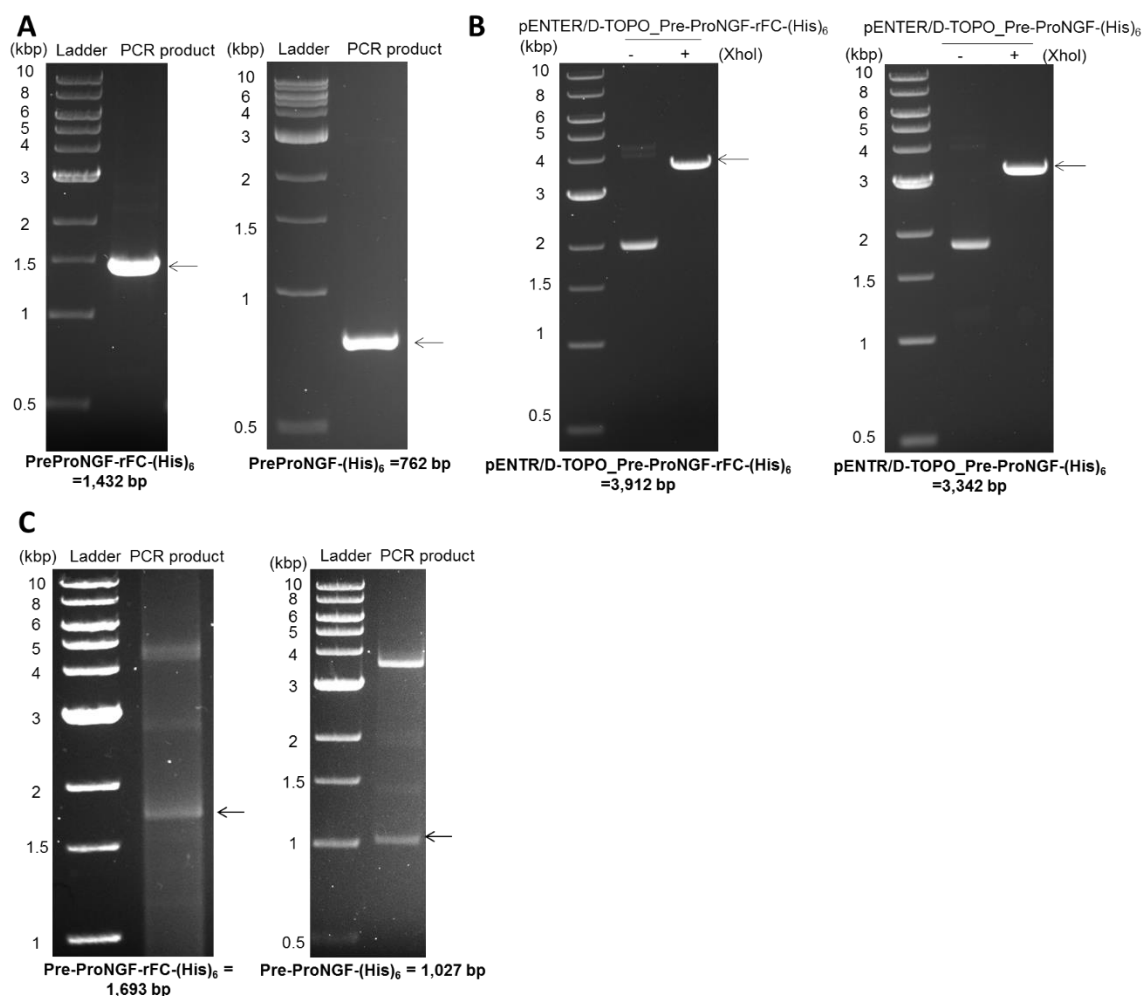 A
(kbp) Ladder PCR product
10
8
6
5
4
3
2
1.5
1
0.5
PreProNGF-rFC-(His)₆
=1,432 bp
(kbp) Ladder PCR product
10
8
6
4
3
2
1.5
1
0.5
PreProNGF-(His)₆ =762 bp
B
pENTER/D-TOPO_Pre-ProNGF-rFC-(His)₆
(kbp) - + (XhoI)
10
8
6
5
4
3
2
1.5
1
0.5
pENTR/D-TOPO_Pre-ProNGF-rFC-(His)₆
=3,912 bp
pENTER/D-TOPO_Pre-ProNGF-(His)₆
(kbp) - + (XhoI)
10
8
6
5
4
3
2
1.5
1
0.5
pENTR/D-TOPO_Pre-ProNGF-(His)₆
=3,342 bp
C
(kbp) Ladder PCR product
10
8
6
5
4
3
2
1.5
1
Pre-ProNGF-rFC-(His)₆ =
1,693 bp
(kbp) Ladder PCR product
10
8
6
5
4
3
2
1.5
1
0.5
Pre-ProNGF-(His)₆ = 1,027 bp